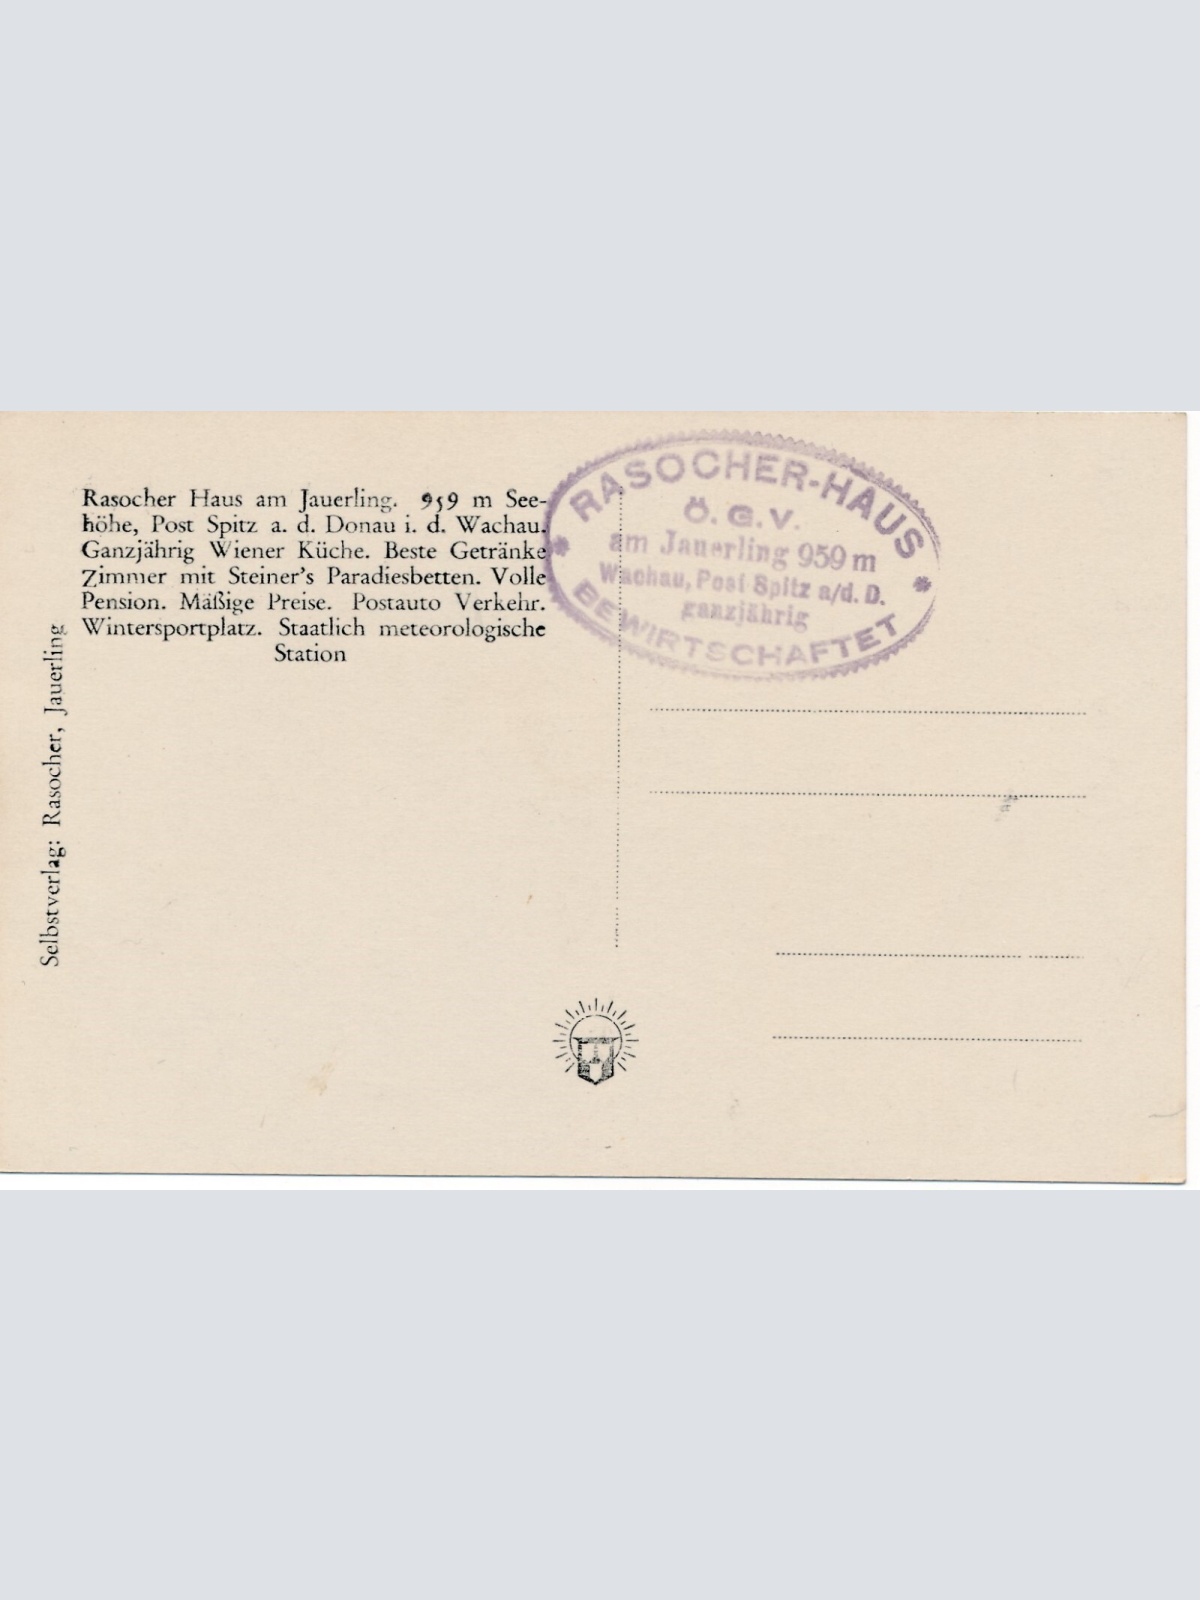 Rasocher Haus am Jauerling. 959 m See-
höhe, Post Spitz a. d. Donau i. d. Wachau.
Ganzjährig Wiener Küche. Beste Getränke
Zimmer mit Steiner's Paradiesbetten. Volle
Pension. Mäßige Preise. Postauto Verkehr.
Wintersportplatz. Staatlich meteorologische
Station
RASOCHER-HAUS
Ö. G. V.
am Jauerling 959 m
Wachau, Post Spitz a/d. D.
ganzjährig
BEWIRTSCHAFTET
Selbstverlag: Rasocher, Jauerling